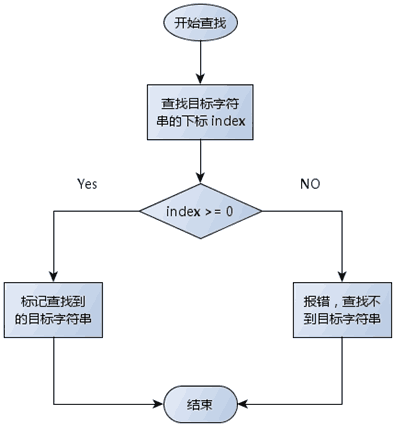 开始查找
查找目标字符
串的下标 index
Yes
NO
index >= 0
标记查找到
的目标字符串
报错，查找不
到目标字符串
结束